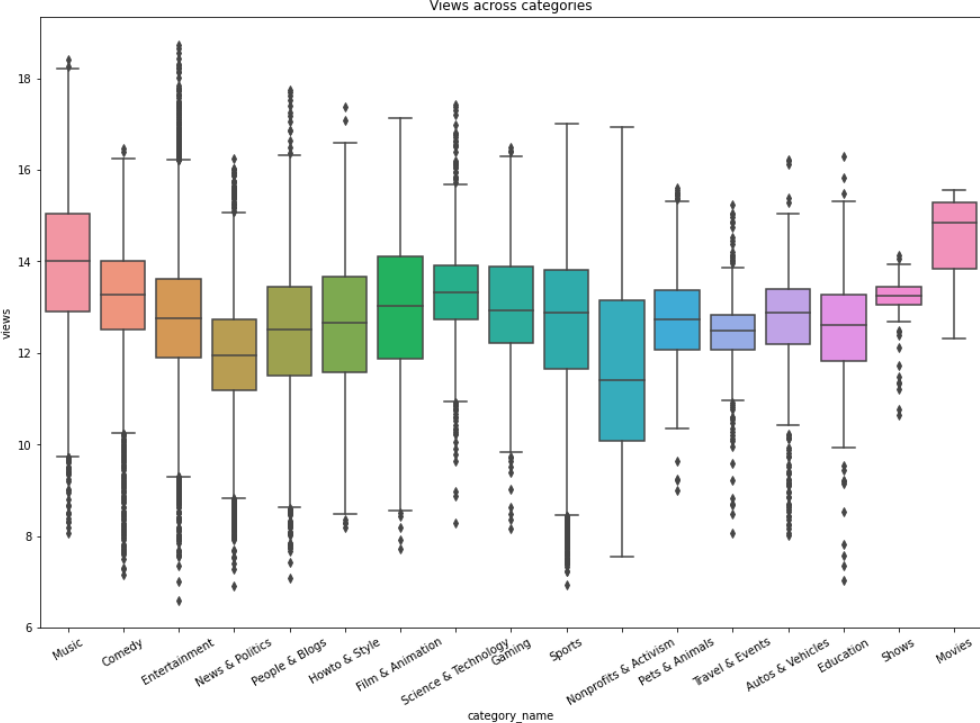 Views across categories
views
18
16
14
12
10
8
6
Music
Comedy
Entertainment
News & Politics
People & Blogs
Howto & Style
Film & Animation
Science & Technology
Gaming
Sports
Nonprofits & Activism
Pets & Animals
Travel & Events
Autos & Vehicles
Education
Shows
Movies
category_name